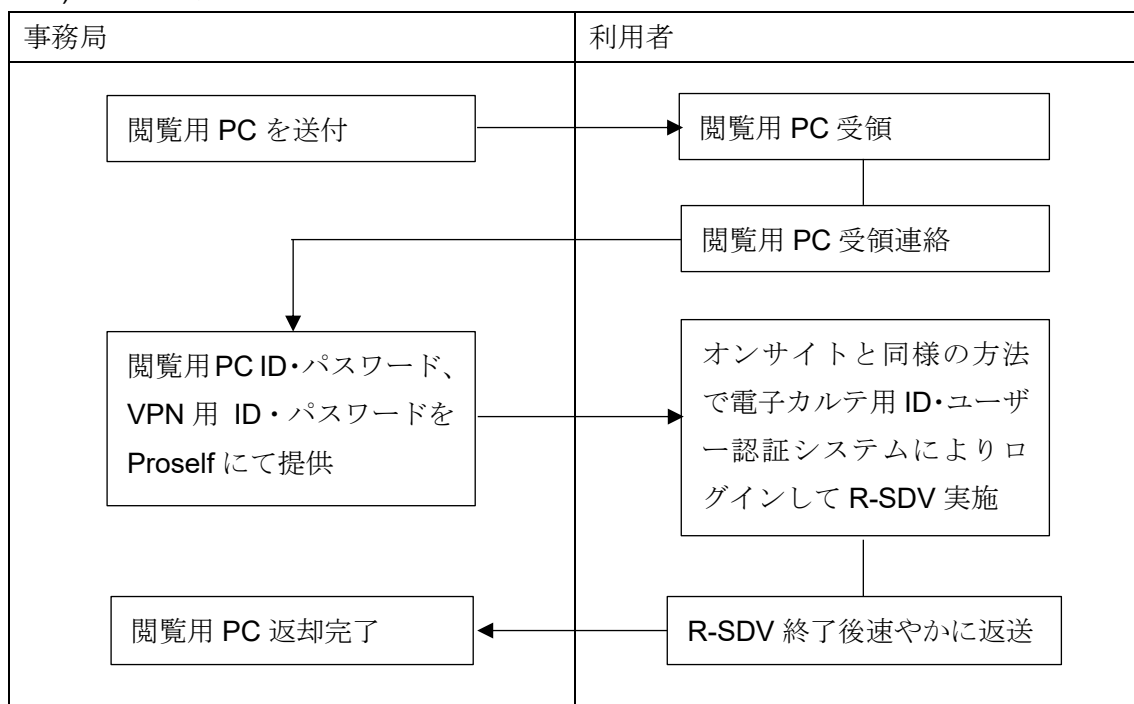 事務局
利用者
閲覧用 PC を送付
閲覧用 PC 受領
閲覧用 PC 受領連絡
閲覧用PC ID・パスワード、
VPN 用 ID・パスワードを
Proself にて提供
オンサイトと同様の方法
で電子カルテ用 ID・ユーザ
ー認証システムによりロ
グインして R-SDV 実施
R-SDV 終了後速やかに返送
閲覧用 PC 返却完了